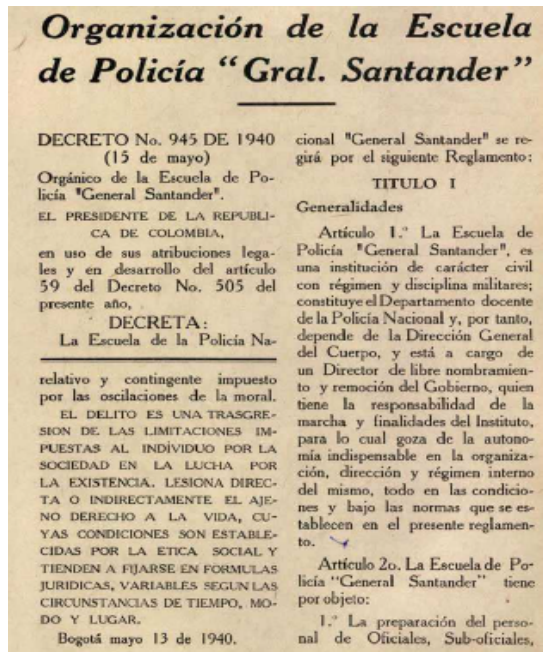 Organización de la Escuela
de Policía “Gral. Santander”
DECRETO No. 945 DE 1940
(15 de mayo)
Orgánico de la Escuela de Po-
licía "General Santander".
EL PRESIDENTE DE LA REPUBLI-
CA DE COLOMBIA,
en uso de sus atribuciones lega-
les y en desarrollo del artículo
59 del Decreto No. 505 del
presente año,
DECRETA:
La Escuela de la Policía Na-
cional "General Santander" se re-
girá por el siguiente Reglamento:
TITULO I
Generalidades
Artículo 1.° La Escuela de
Policía "General Santander", es
una institución de carácter civil
con régimen y disciplina militares;
constituye el Departamento docente
de la Policía Nacional y, por tanto,
depende de la Dirección General
del Cuerpo, y está a cargo de
un Director de libre nombramien-
to y remoción del Gobierno, quien
tiene la responsabilidad de la
marcha y finalidades del Instituto,
para lo cual goza de la autono-
mía indispensable en la organiza-
ción, dirección y régimen interno
del mismo, todo en las condicio-
nes y bajo las normas que se es-
tablecen en el presente reglamen-
to.
Artículo 2o. La Escuela de Po-
licía “General Santander” tiene
por objeto:
1.° La preparación del perso-
nal de Oficiales, Sub-oficiales,
relativo y contingente impuesto
por las oscilaciones de la moral.
EL DELITO ES UNA TRASGRE-
SION DE LAS LIMITACIONES IM-
PUESTAS AL INDÍVIDUO POR LA
SOCIEDAD EN LA LUCHA POR
LA EXISTENCIA. LESIONA DIREC-
TA O INDIRECTAMENTE EL AJE-
NO DERECHO A LA VIDA, CU-
YAS CONDICIONES SON ESTABLE-
CIDAS POR LA ETICA SOCIAL Y
TIENDEN A FIJARSE EN FORMULAS
JURIDICAS, VARIABLES SEGUN LAS
CIRCUNSTANCIAS DE TIEMPO, MO-
DO Y LUGAR.
Bogotá mayo 13 de 1940.